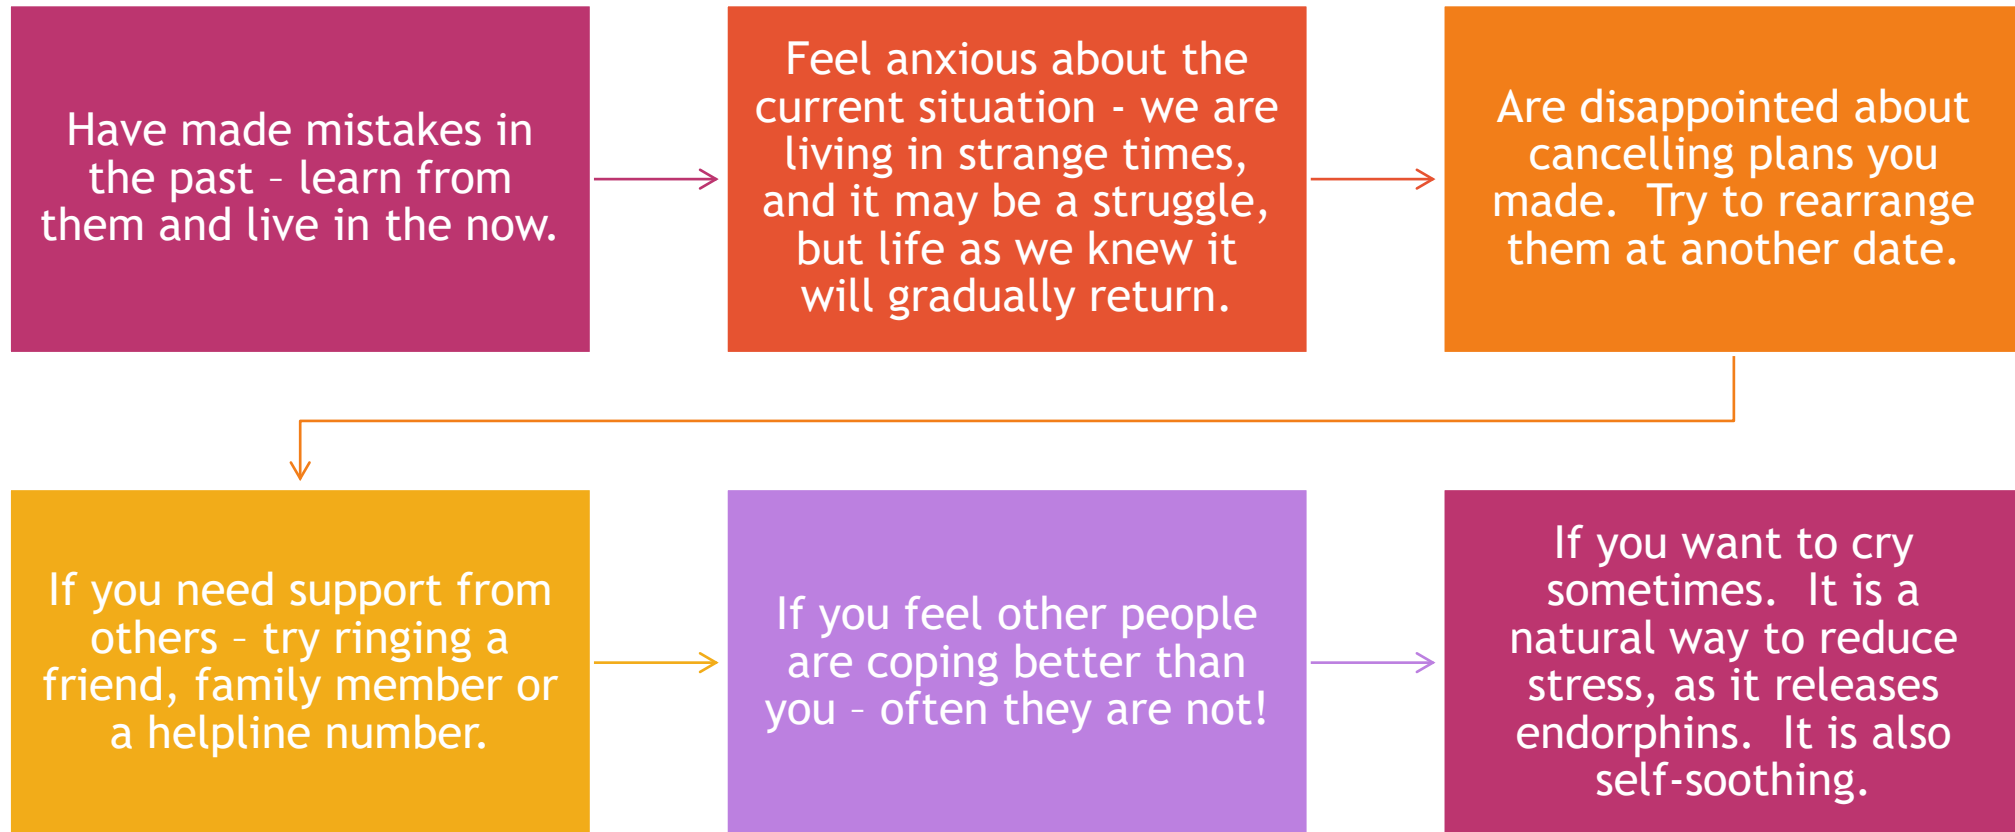 Have made mistakes in
the past – learn from
them and live in the now.
Feel anxious about the
current situation - we are
living in strange times,
and it may be a struggle,
but life as we knew it
will gradually return.
Are disappointed about
cancelling plans you
made.  Try to rearrange
them at another date.
If you need support from
others – try ringing a
friend, family member or
a helpline number.
If you feel other people
are coping better than
you – often they are not!
If you want to cry
sometimes.  It is a
natural way to reduce
stress, as it releases
endorphins.  It is also
self-soothing.